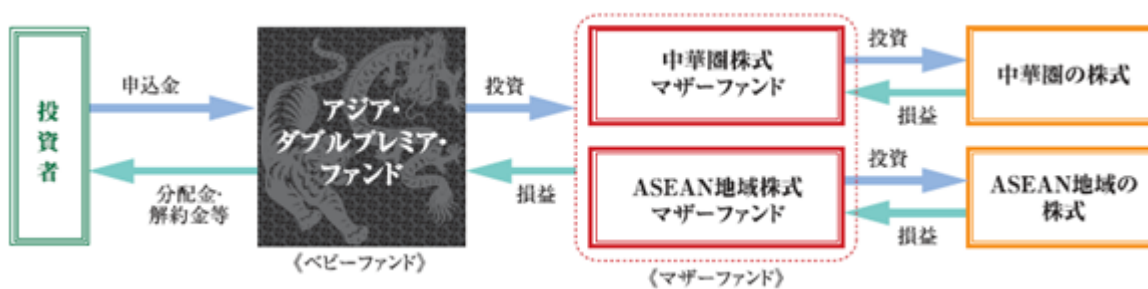 投資者
申込金
分配金・
解約金等
アジア・
ダブルプレミア・
ファンド
《ベビーファンド》
投資
損益
中華圏株式
マザーファンド
ASEAN地域株式
マザーファンド
《マザーファンド》
投資
損益
投資
損益
中華圏の株式
ASEAN地域の
株式